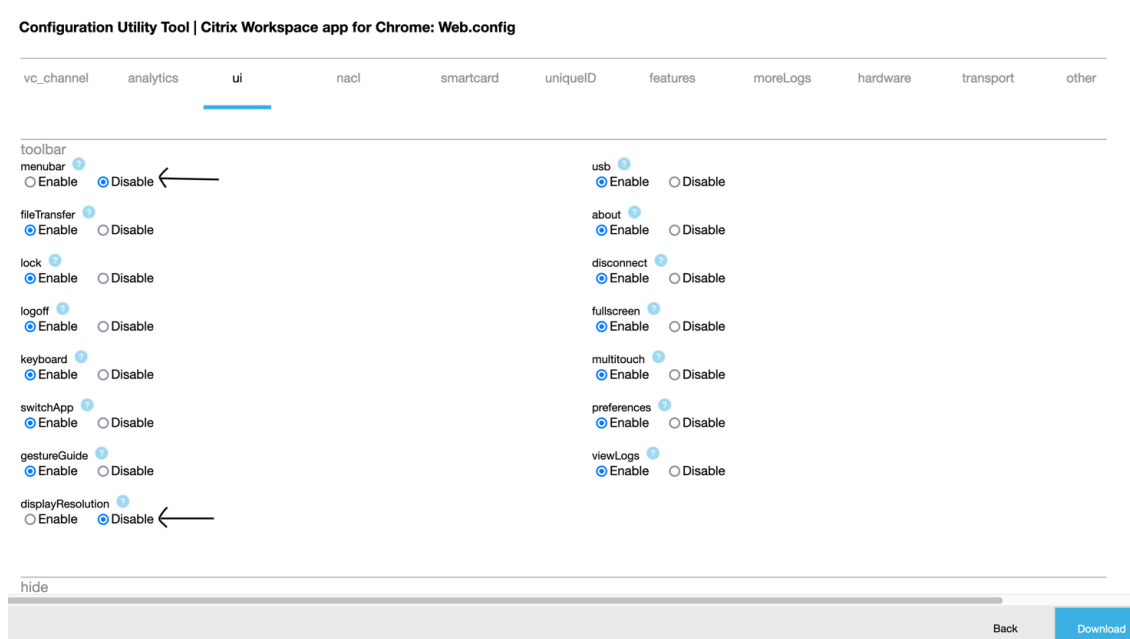 Configuration Utility Tool | Citrix Workspace app for Chrome: Web.config
vc_channel analytics ui nacl smartcard uniqueID features moreLogs hardware transport other
toolbar
menubar ?
Enable Disable
fileTransfer ?
Enable Disable
lock ?
Enable Disable
logoff ?
Enable Disable
keyboard ?
Enable Disable
switchApp ?
Enable Disable
gestureGuide ?
Enable Disable
displayResolution ?
Enable Disable
usb ?
Enable Disable
about ?
Enable Disable
disconnect ?
Enable Disable
fullscreen ?
Enable Disable
multitouch ?
Enable Disable
preferences ?
Enable Disable
viewLogs ?
Enable Disable
hide
Back Download